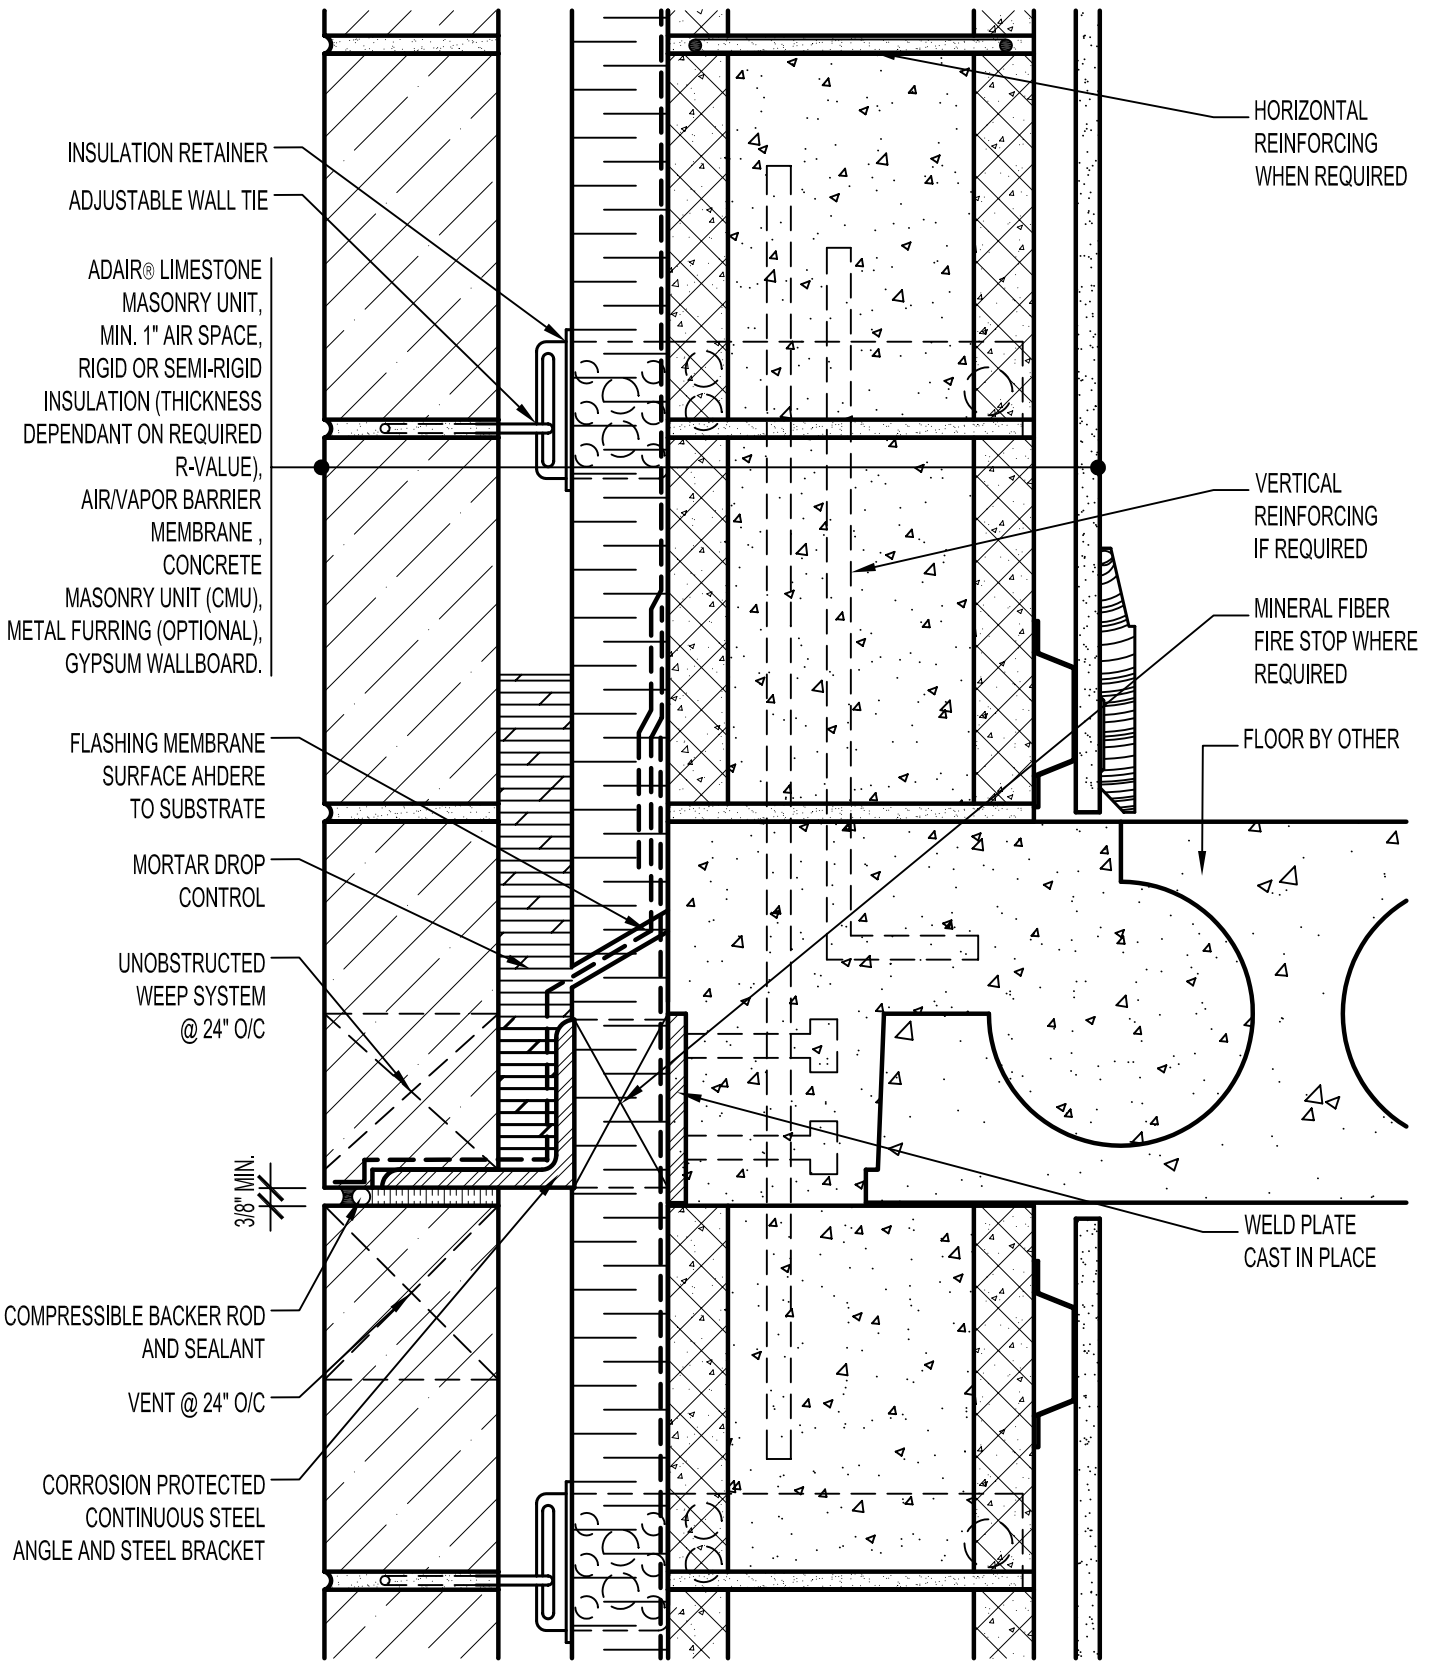 INSULATION RETAINER
ADJUSTABLE WALL TIE
ADAIR® LIMESTONE
MASONRY UNIT,
MIN. 1" AIR SPACE,
RIGID OR SEMI-RIGID
INSULATION (THICKNESS
DEPENDANT ON REQUIRED
R-VALUE),
AIR/VAPOR BARRIER
MEMBRANE ,
CONCRETE
MASONRY UNIT (CMU),
METAL FURRING (OPTIONAL),
GYPSUM WALLBOARD.
FLASHING MEMBRANE
SURFACE AHDERE
TO SUBSTRATE
MORTAR DROP
CONTROL
UNOBSTRUCTED
WEEP SYSTEM
@ 24" O/C
3/8" MIN.
COMPRESSIBLE BACKER ROD
AND SEALANT
VENT @ 24" O/C
CORROSION PROTECTED
CONTINUOUS STEEL
ANGLE AND STEEL BRACKET
HORIZONTAL
REINFORCING
WHEN REQUIRED
VERTICAL
REINFORCING
IF REQUIRED
MINERAL FIBER
FIRE STOP WHERE
REQUIRED
FLOOR BY OTHER
WELD PLATE
CAST IN PLACE